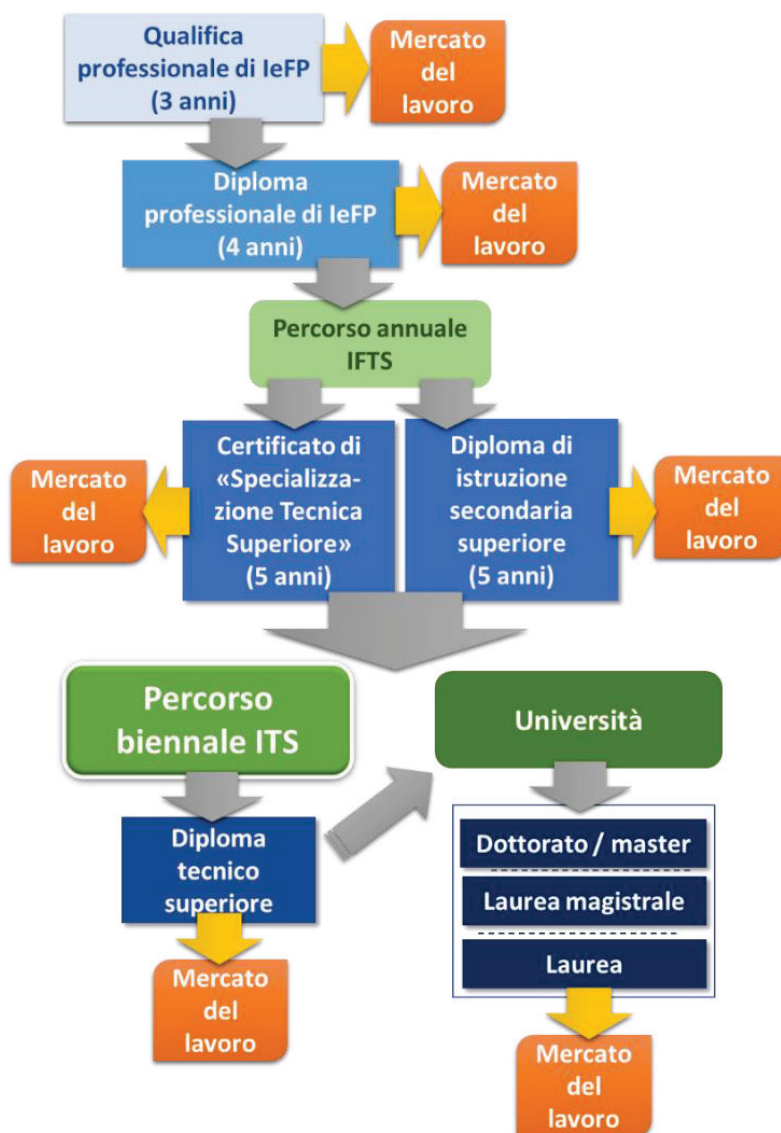 Qualifica
professionale di IeFP
(3 anni)
Mercato
del
lavoro
Diploma
professionale di IeFP
(4 anni)
Mercato
del
lavoro
Percorso annuale
IFTS
Certificato di
«Specializza-
zione Tecnica
Superiore»
(5 anni)
Diploma di
istruzione
secondaria
superiore
(5 anni)
Mercato
del
lavoro
Mercato
del
lavoro
Percorso
biennale ITS
Università
Diploma
tecnico
superiore
Dottorato / master
Laurea magistrale
Laurea
Mercato
del
lavoro
Mercato
del
lavoro